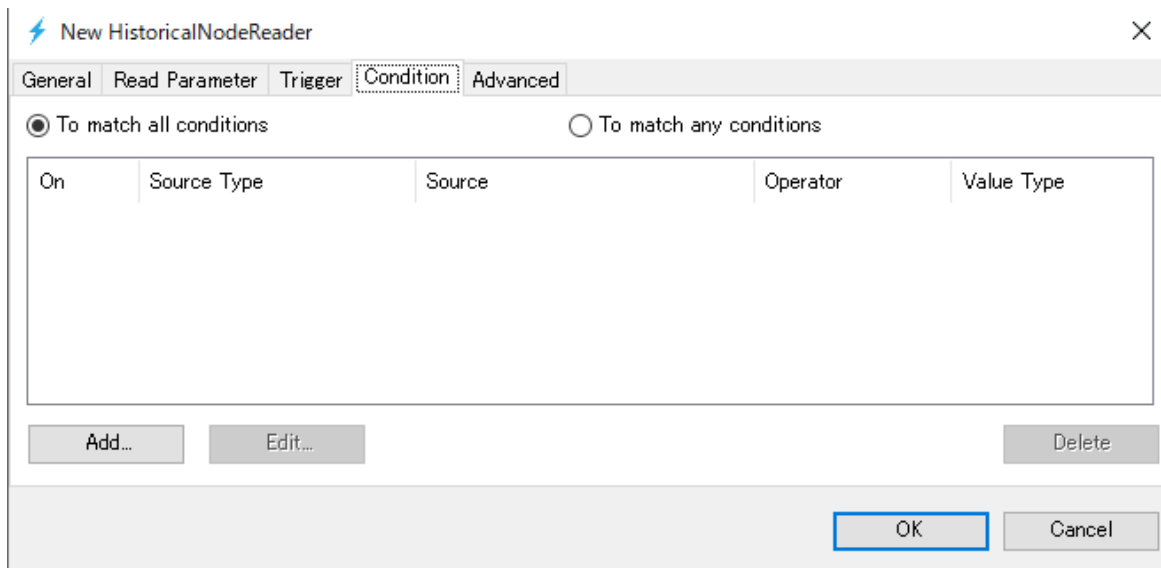 New HistoricalNodeReader
General Read Parameter Trigger Condition Advanced
To match all conditions To match any conditions
On Source Type Source Operator Value Type
Add... Edit... Delete
OK Cancel